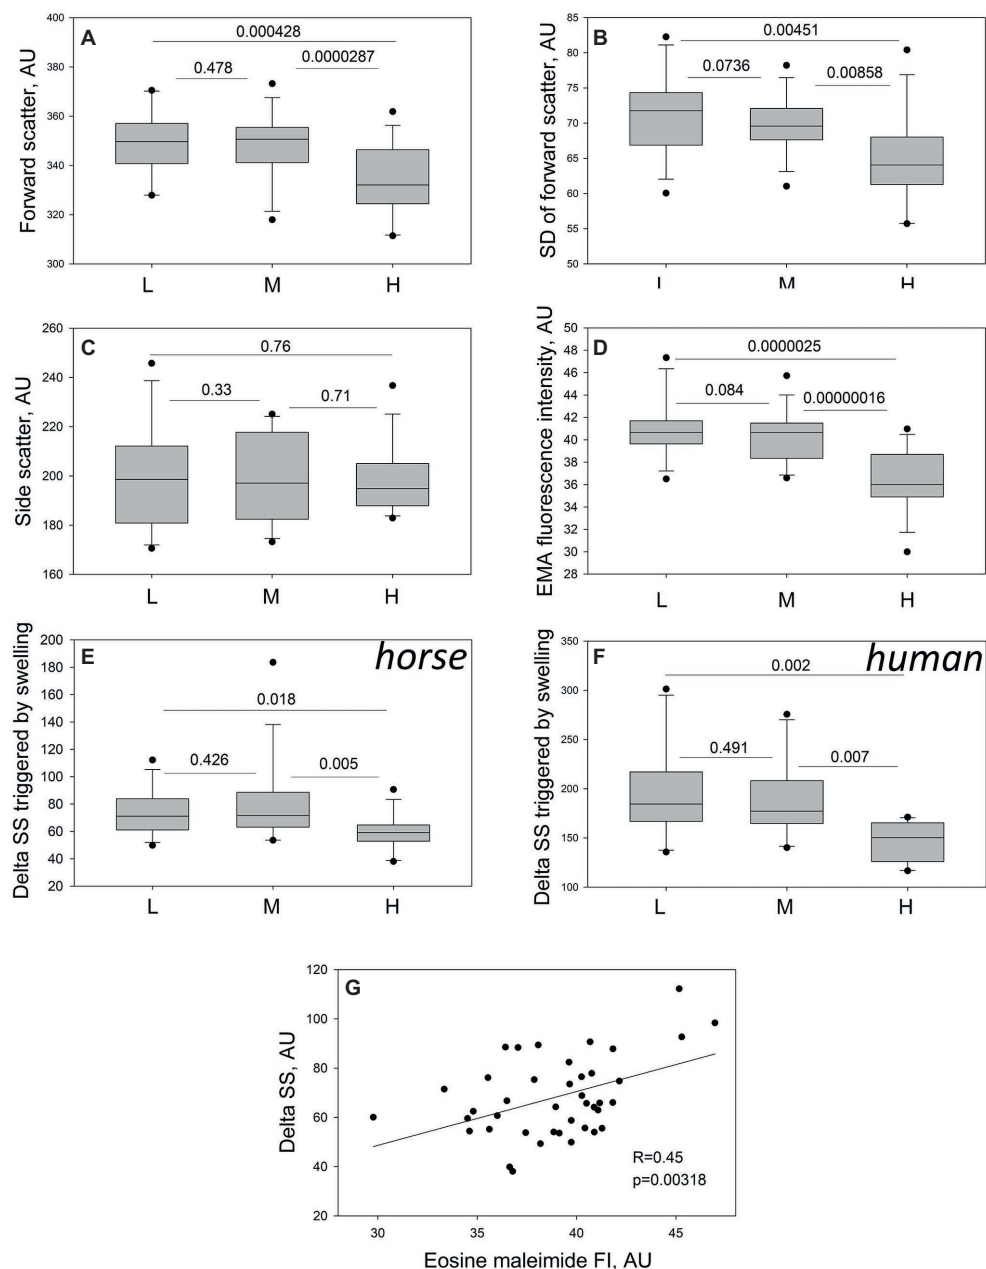 A
Forward scatter, AU
400
380
360
340
320
300
0.000428
0.478
0.0000287
L M H
B
SD of forward scatter, AU
85
80
75
70
65
60
55
50
0.00451
0.0736
0.00858
C
Side scatter, AU
260
240
220
200
180
160
0.76
0.33
0.71
L M H
D
EMA fluorescence intensity, AU
50
48
46
44
42
40
38
36
34
32
30
28
0.0000025
0.084
0.00000016
L M H
E
horse
Delta SS triggered by swelling
200
180
160
140
120
100
80
60
40
20
0.018
0.426
0.005
L M H
F
human
Delta SS triggered by swelling
350
300
250
200
150
100
0.002
0.491
0.007
L M H
G
Delta SS, AU
120
100
80
60
40
20
R=0.45
p=0.00318
30 35 40 45
Eosine maleimide FI, AU